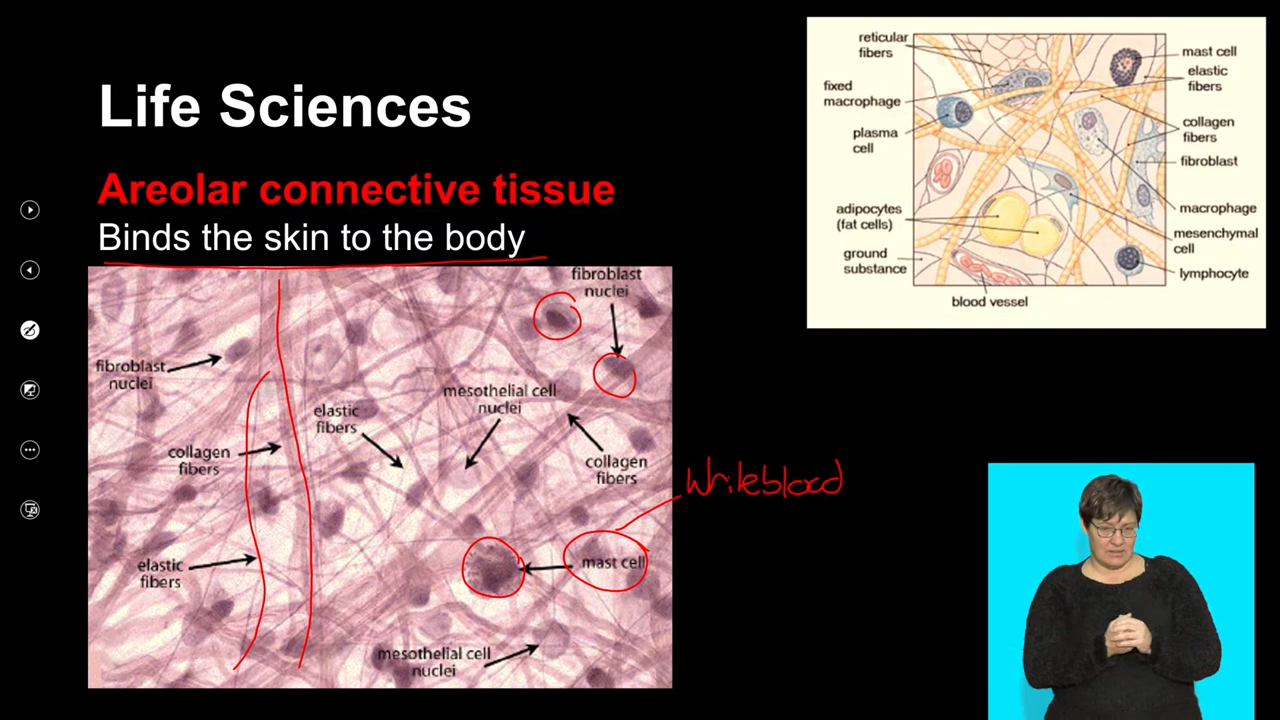 Life Sciences
Areolar connective tissue
Binds the skin to the body
fibroblast
nuclei
fibroblast
nuclei
mesothelial cell
nuclei
elastic
fibers
collagen
fibers
collagen
fibers
elastic
fibers
mast cell
mesothelial cell
nuclei
Whiteblood
reticular
fibers
fixed
macrophage
plasma
cell
adipocytes
(fat cells)
ground
substance
blood vessel
mast cell
elastic
fibers
collagen
fibers
fibroblast
macrophage
mesenchymal
cell
lymphocyte